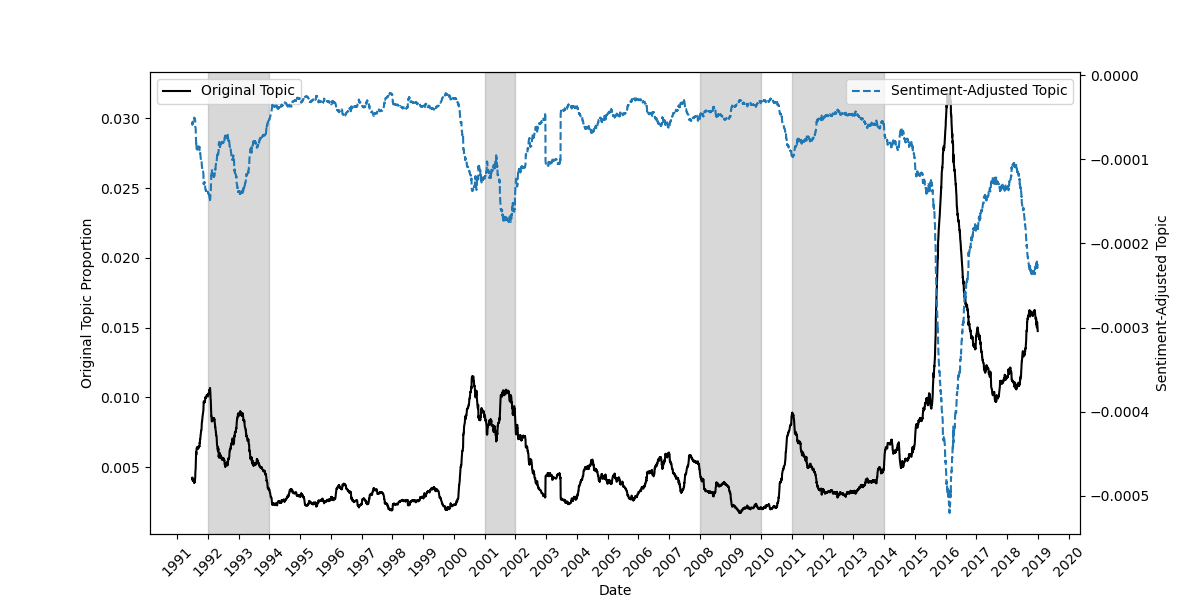 Original Topic
Sentiment-Adjusted Topic
0.030
0.025
0.020
0.015
0.010
0.005
Original Topic Proportion
0.0000
−0.0001
−0.0002
−0.0003
−0.0004
−0.0005
Sentiment-Adjusted Topic
1991 1992 1993 1994 1995 1996 1997 1998 1999 2000 2001 2002 2003 2004 2005 2006 2007 2008 2009 2010 2011 2012 2013 2014 2015 2016 2017 2018 2019 2020
Date